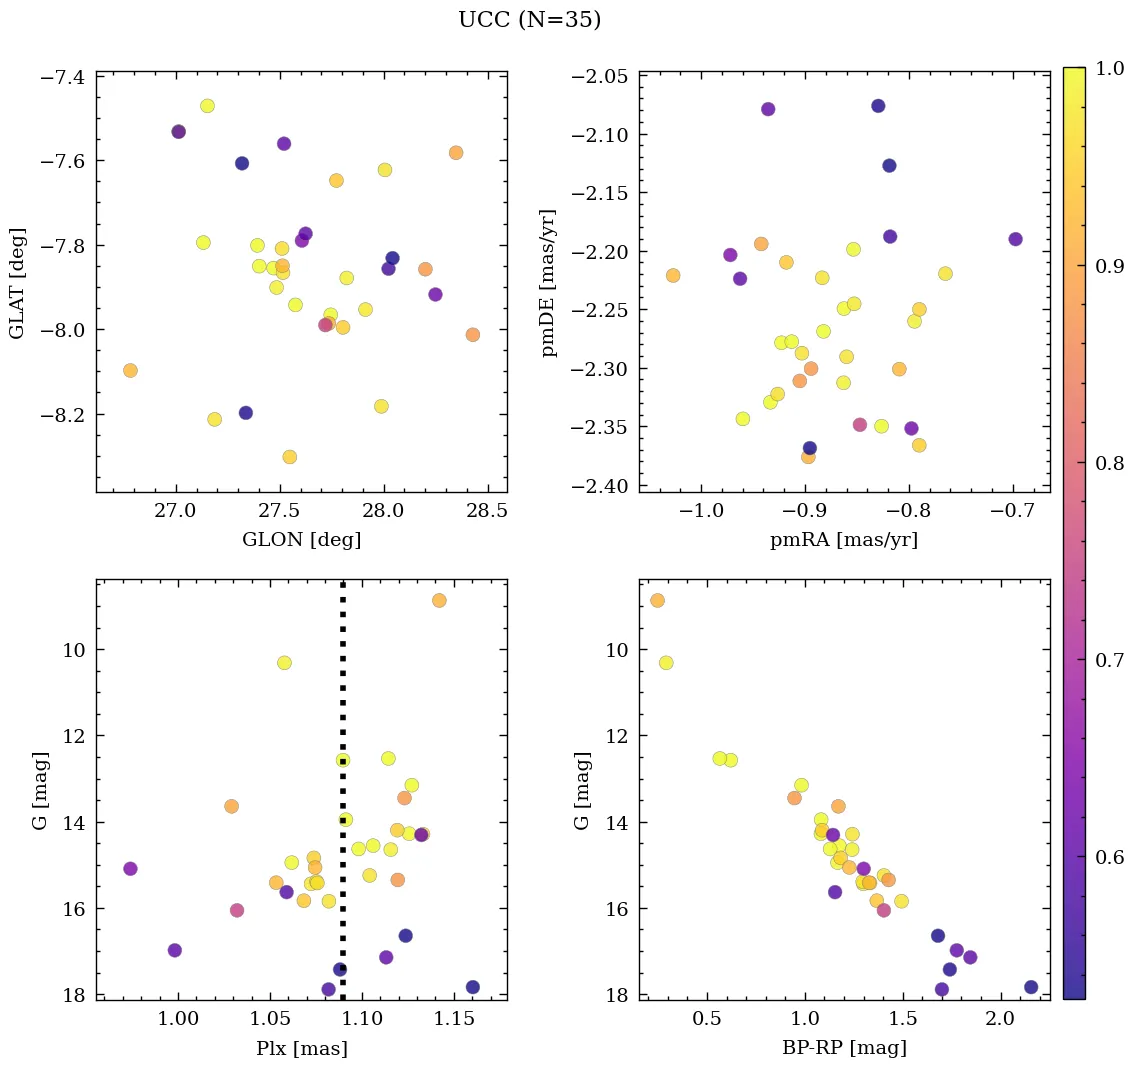 UCC (N=35)
−7.4
−7.6
−7.8
−8.0
−8.2
GLAT [deg]
27.0 27.5 28.0 28.5
GLON [deg]
−2.05
−2.10
−2.15
−2.20
−2.25
−2.30
−2.35
−2.40
pmDE [mas/yr]
−1.0 −0.9 −0.8 −0.7
pmRA [mas/yr]
10
12
14
16
18
G [mag]
1.00 1.05 1.10 1.15
Plx [mas]
10
12
14
16
18
G [mag]
0.5 1.0 1.5 2.0
BP-RP [mag]
1.0
0.9
0.8
0.7
0.6